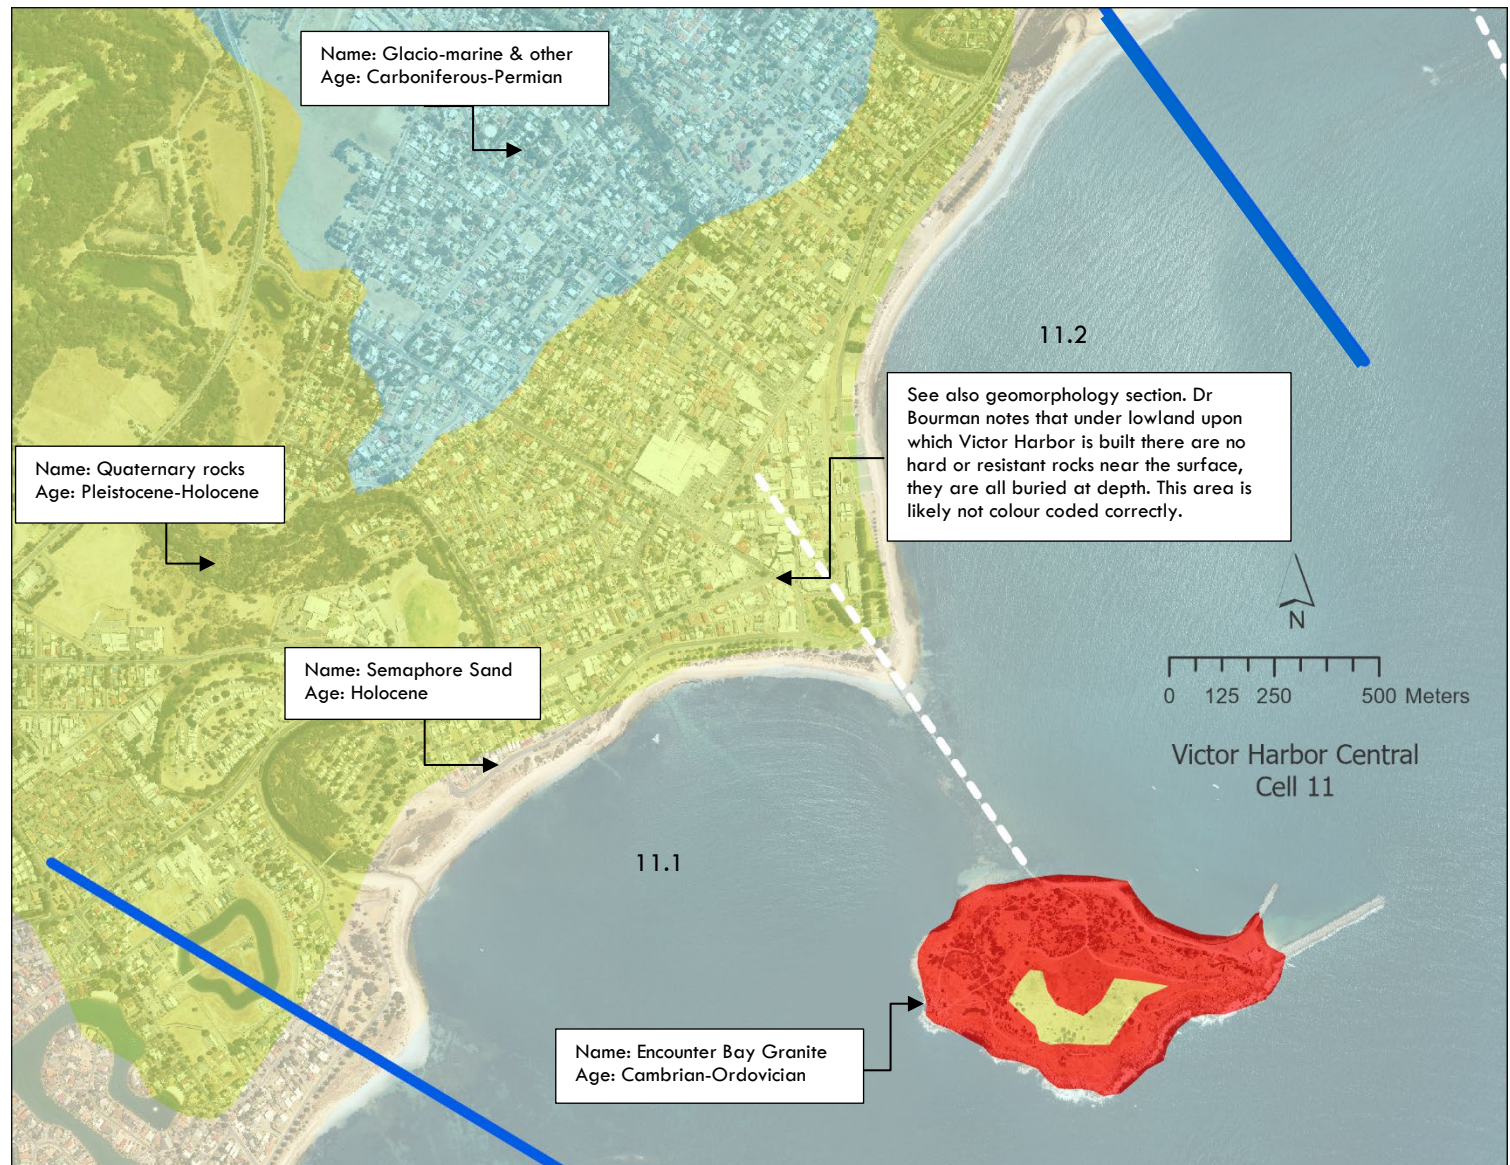 Name: Glacio-marine & other
Age: Carboniferous-Permian
11.2
See also geomorphology section. Dr
Bourman notes that under lowland upon
which Victor Harbor is built there are no
hard or resistant rocks near the surface,
they are all buried at depth. This area is
likely not colour coded correctly.
Name: Quaternary rocks
Age: Pleistocene-Holocene
N
0 125 250 500 Meters
Name: Semaphore Sand
Age: Holocene
Victor Harbor Central
Cell 11
11.1
Name: Encounter Bay Granite
Age: Cambrian-Ordovician